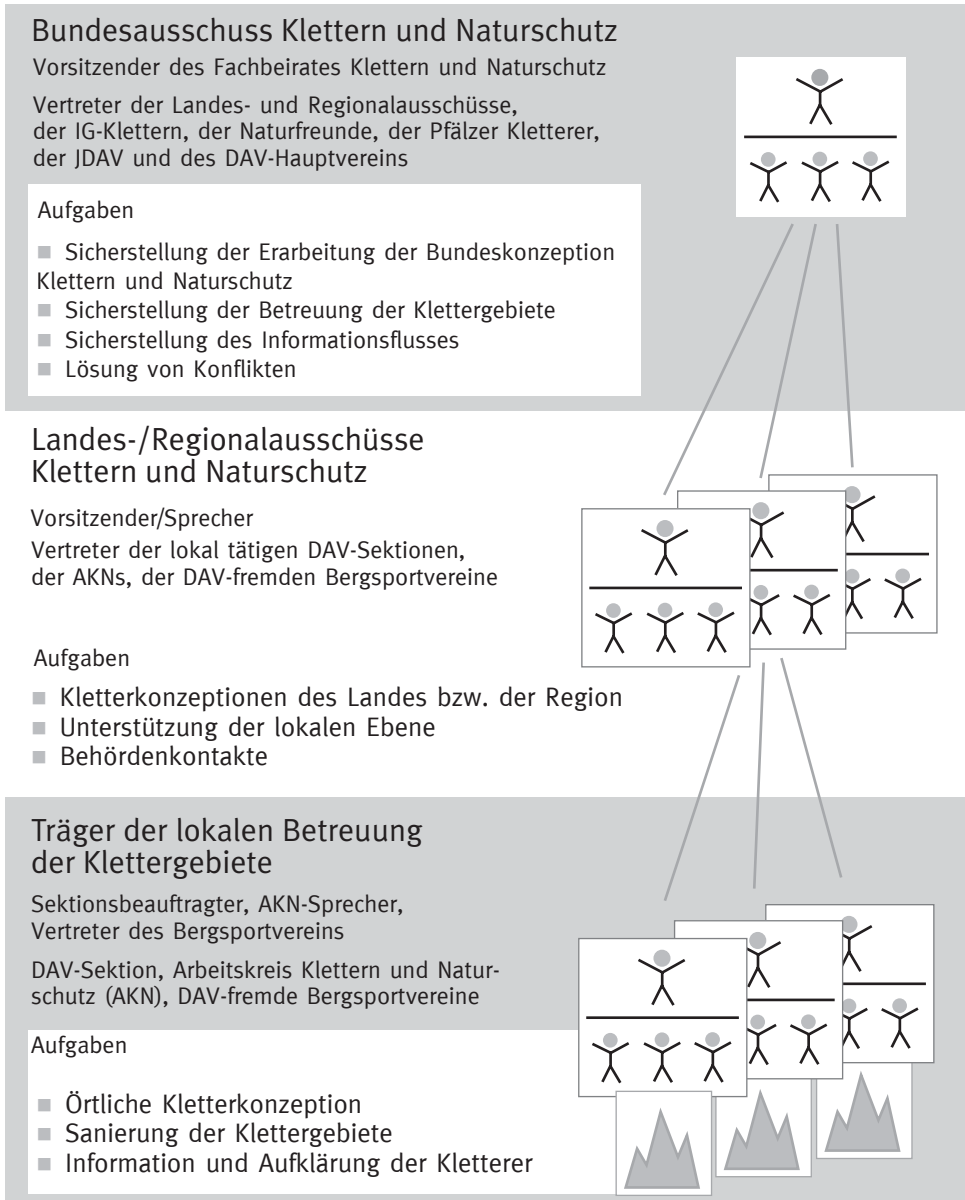 Bundesausschuss Klettern und Naturschutz
Vorsitzender des Fachbeirates Klettern und Naturschutz
Vertreter der Landes- und Regionalausschüsse,
der IG-Klettern, der Naturfreunde, der Pfälzer Kletterer,
der JDAV und des DAV-Hauptvereins
Aufgaben
■ Sicherstellung der Erarbeitung der Bundeskonzeption
Klettern und Naturschutz
■ Sicherstellung der Betreuung der Klettergebiete
■ Sicherstellung des Informationsflusses
■ Lösung von Konflikten
Landes-/Regionalausschüsse
Klettern und Naturschutz
Vorsitzender/Sprecher
Vertreter der lokal tätigen DAV-Sektionen,
der AKNs, der DAV-fremden Bergsportvereine
Aufgaben
■ Kletterkonzeptionen des Landes bzw. der Region
■ Unterstützung der lokalen Ebene
■ Behördenkontakte
Träger der lokalen Betreuung
der Klettergebiete
Sektionsbeauftragter, AKN-Sprecher,
Vertreter des Bergsportvereins
DAV-Sektion, Arbeitskreis Klettern und Natur-
schutz (AKN), DAV-fremde Bergsportvereine
Aufgaben
■ Örtliche Kletterkonzeption
■ Sanierung der Klettergebiete
■ Information und Aufklärung der Kletterer